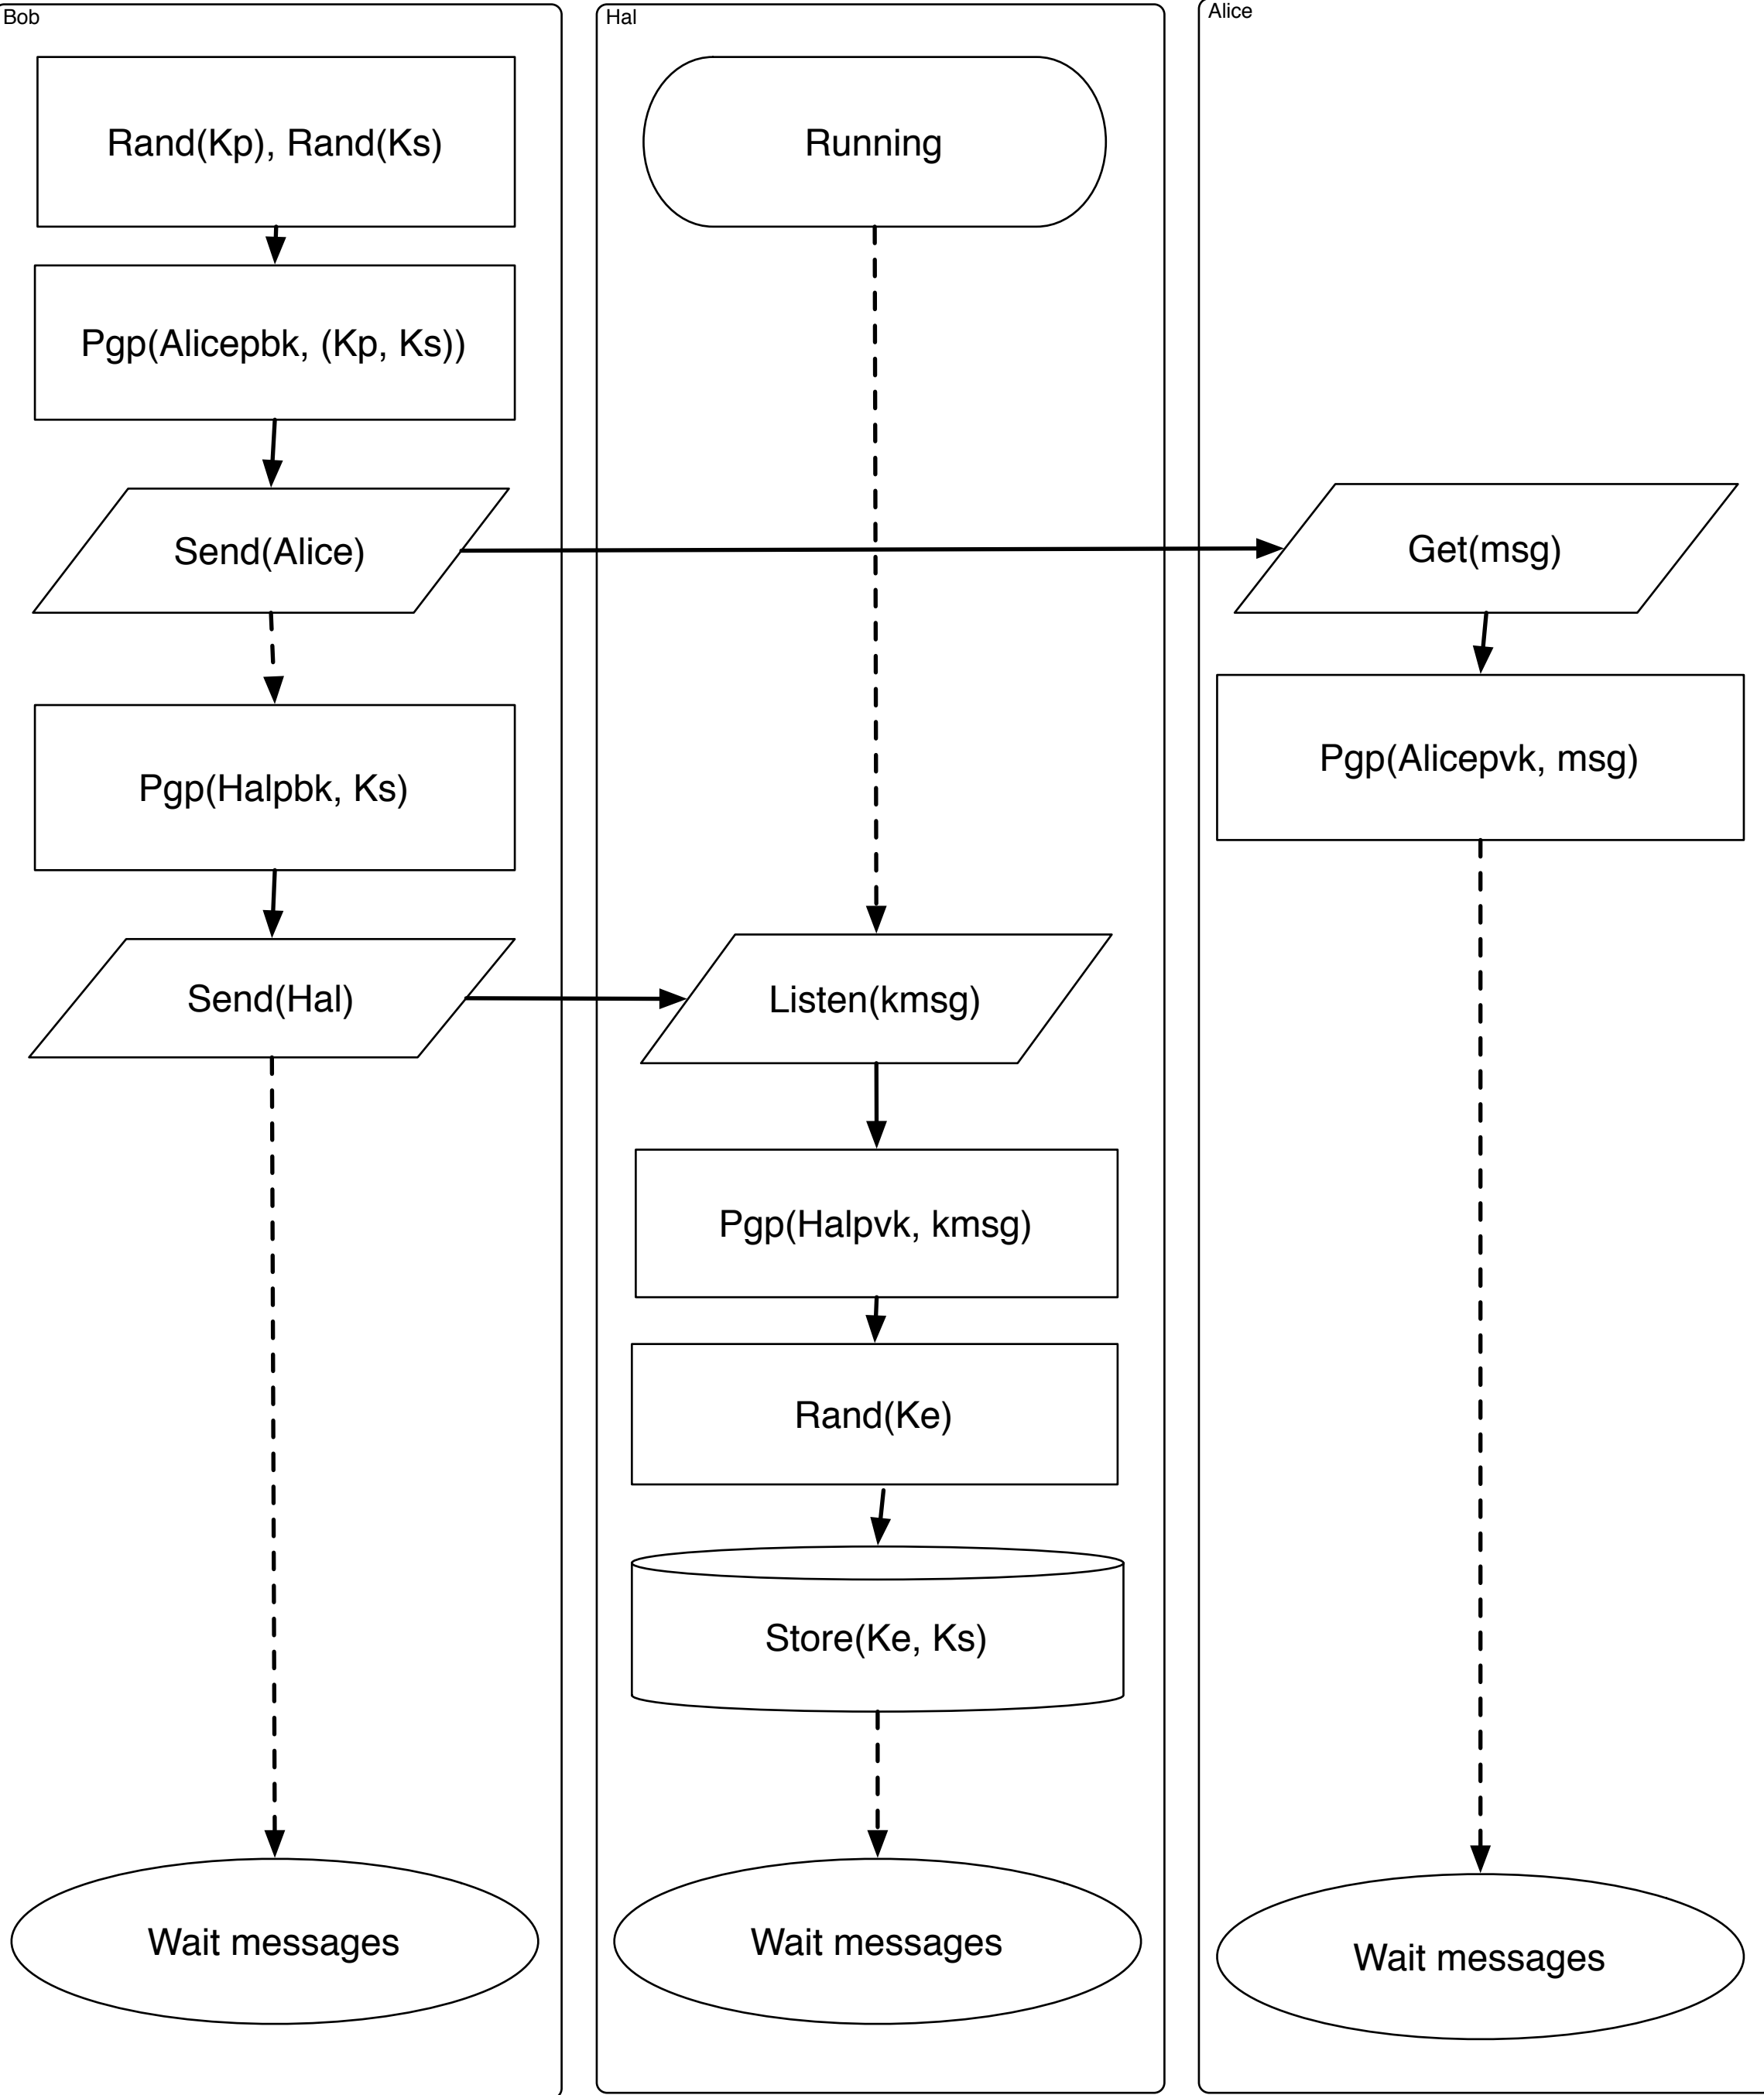 Bob
Rand(Kp), Rand(Ks)
Pgp(Alicepbk, (Kp, Ks))
Send(Alice)
Pgp(Halpbk, Ks)
Send(Hal)
Wait messages
Hal
Running
Listen(kmsg)
Pgp(Halpvk, kmsg)
Rand(Ke)
Store(Ke, Ks)
Wait messages
Alice
Get(msg)
Pgp(Alicepvk, msg)
Wait messages